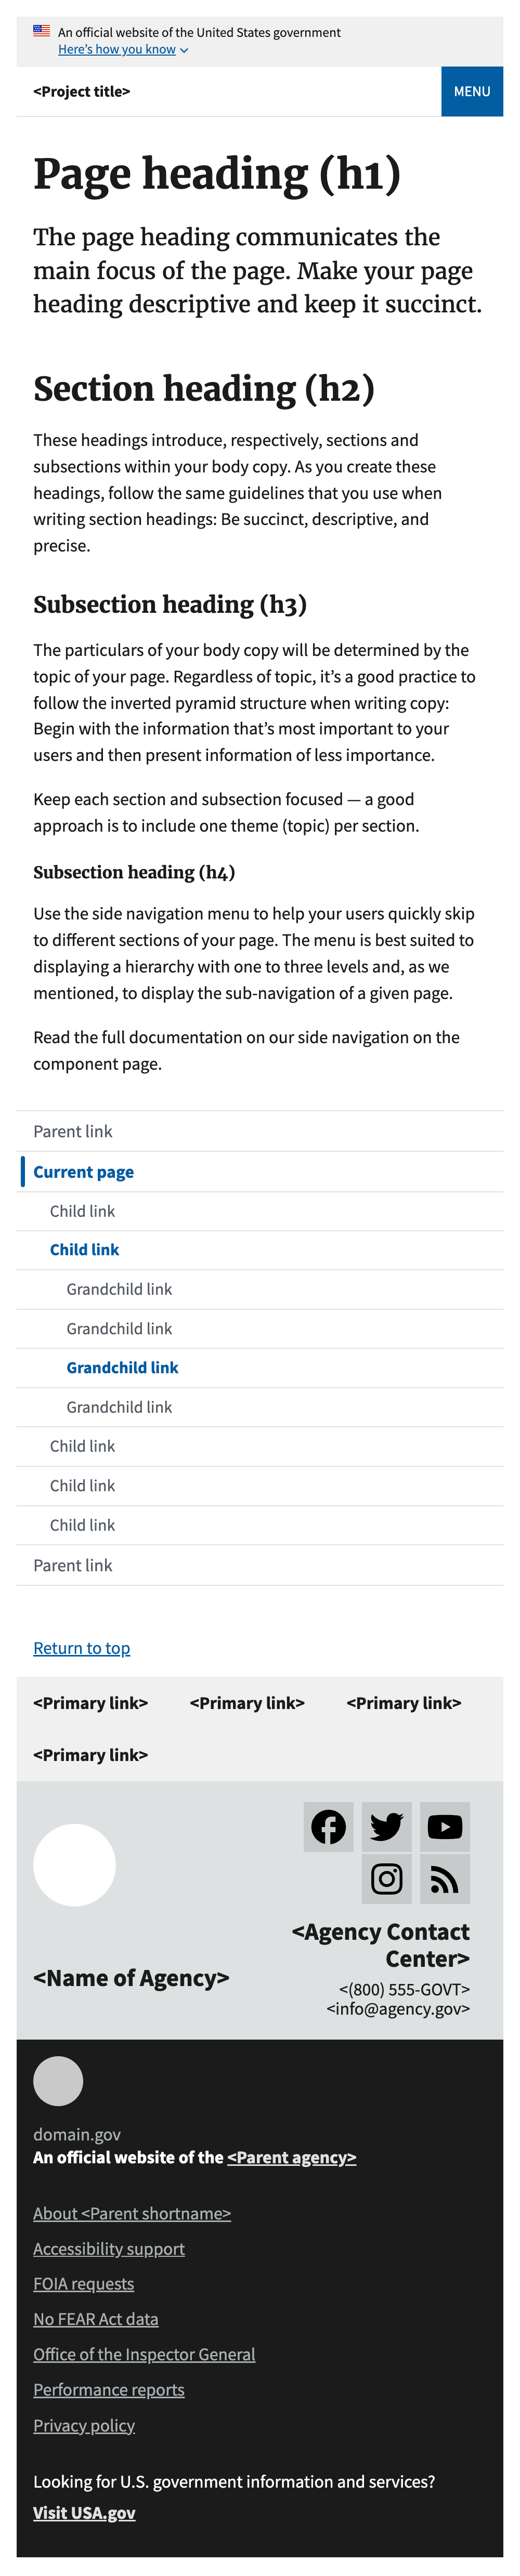 An official website of the United States government
Here’s how you know
<Project title>
MENU
Page heading (h1)
The page heading communicates the
main focus of the page. Make your page
heading descriptive and keep it succinct.
Section heading (h2)
These headings introduce, respectively, sections and
subsections within your body copy. As you create these
headings, follow the same guidelines that you use when
writing section headings: Be succinct, descriptive, and
precise.
Subsection heading (h3)
The particulars of your body copy will be determined by the
topic of your page. Regardless of topic, it’s a good practice to
follow the inverted pyramid structure when writing copy:
Begin with the information that’s most important to your
users and then present information of less importance.
Keep each section and subsection focused — a good
approach is to include one theme (topic) per section.
Subsection heading (h4)
Use the side navigation menu to help your users quickly skip
to different sections of your page. The menu is best suited to
displaying a hierarchy with one to three levels and, as we
mentioned, to display the sub-navigation of a given page.
Read the full documentation on our side navigation on the
component page.
Parent link
Current page
Child link
Child link
Grandchild link
Grandchild link
Grandchild link
Grandchild link
Child link
Child link
Child link
Parent link
Return to top
<Primary link>
<Primary link>
<Primary link>
<Primary link>
<Name of Agency>
<Agency Contact
Center>
<(800) 555-GOVT>
<info@agency.gov>
domain.gov
An official website of the <Parent agency>
About <Parent shortname>
Accessibility support
FOIA requests
No FEAR Act data
Office of the Inspector General
Performance reports
Privacy policy
Looking for U.S. government information and services?
Visit USA.gov